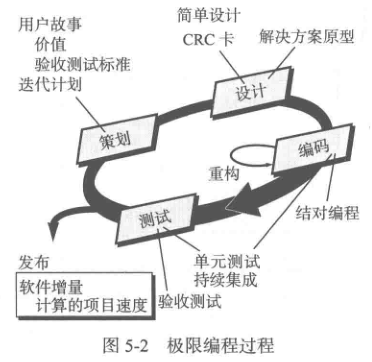 用户故事
价值
验收测试标准
迭代计划
简单设计
CRC 卡
解决方案原型
设计
策划
编码
重构
结对编程
测试
单元测试
持续集成
验收测试
发布
软件增量
计算的项目速度
图 5-2 极限编程过程